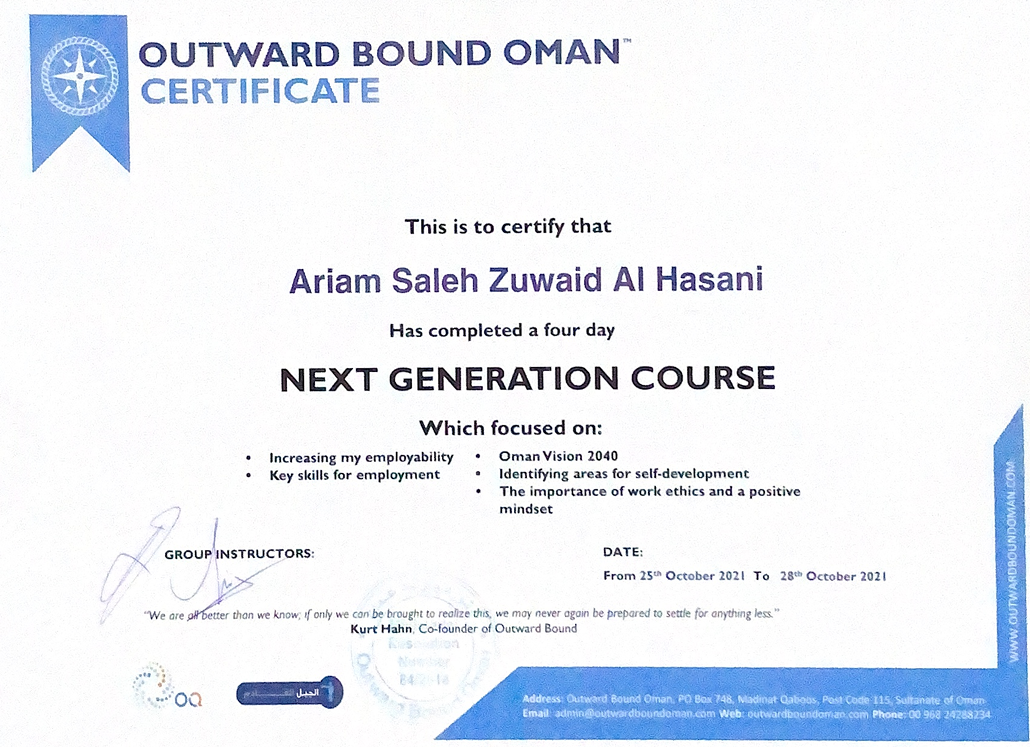 OUTWARD BOUND OMAN™
CERTIFICATE
This is to certify that
Ariam Saleh Zuwaid Al Hasani
Has completed a four day
NEXT GENERATION COURSE
Which focused on:
• Increasing my employability
• Key skills for employment
• Oman Vision 2040
• Identifying areas for self-development
• The importance of work ethics and a positive
mindset
GROUP INSTRUCTORS:
DATE:
From 25th October 2021 To 28th October 2021
"We are all better than we know; if only we can be brought to realize this, we may never again be prepared to settle for anything less."
Kurt Hahn, Co-founder of Outward Bound
Number
oq
الجيل القـــادم
Address: Outward Bound Oman, PO Box 748, Madinat Qaboos, Post Code 115, Sultanate of Oman
Email: admin@outwardboundoman.com Web: outwardboundoman.com Phone: 00 968 24288234
WWW.OUTWARDBOUNDOMAN.COM